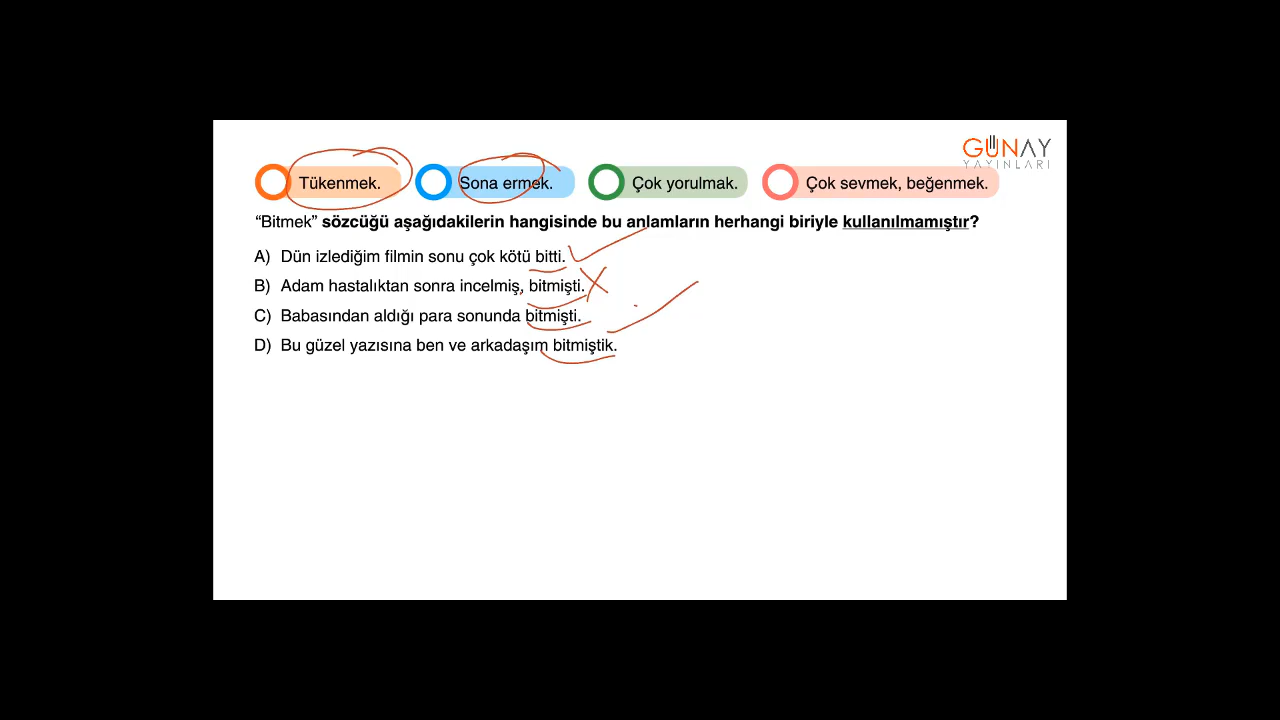 GÜNAY
YAYINLARI
Tükenmek. Sona ermek. Çok yorulmak. Çok sevmek, beğenmek.
“Bitmek” sözcüğü aşağıdakilerin hangisinde bu anlamların herhangi biriyle kullanılmamıştır?
A) Dün izlediğim filmin sonu çok kötü bitti.
B) Adam hastalıktan sonra incelmiş, bitmişti.
C) Babasından aldığı para sonunda bitmişti.
D) Bu güzel yazısına ben ve arkadaşım bitmiştik.